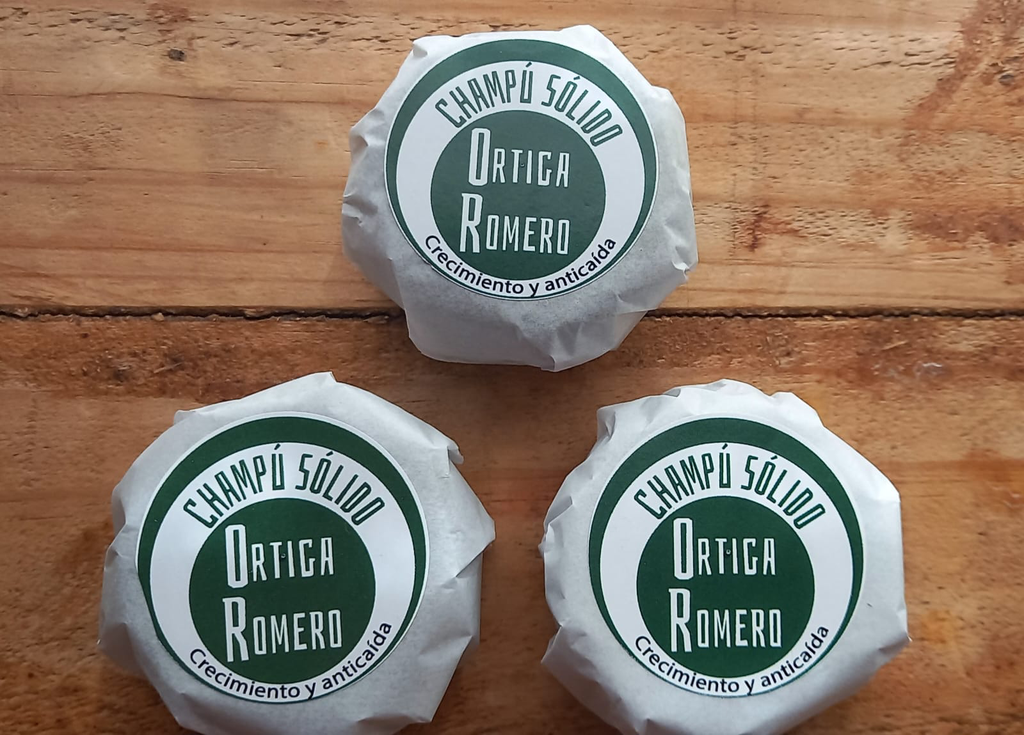 CHAMPÚ SÓLIDO
ORTIGA
ROMERO
Crecimiento y anticaída
CHAMPÚ SÓLIDO
ORTIGA
ROMERO
Crecimiento y anticaída
CHAMPÚ SÓLIDO
ORTIGA
ROMERO
Crecimiento y anticaída